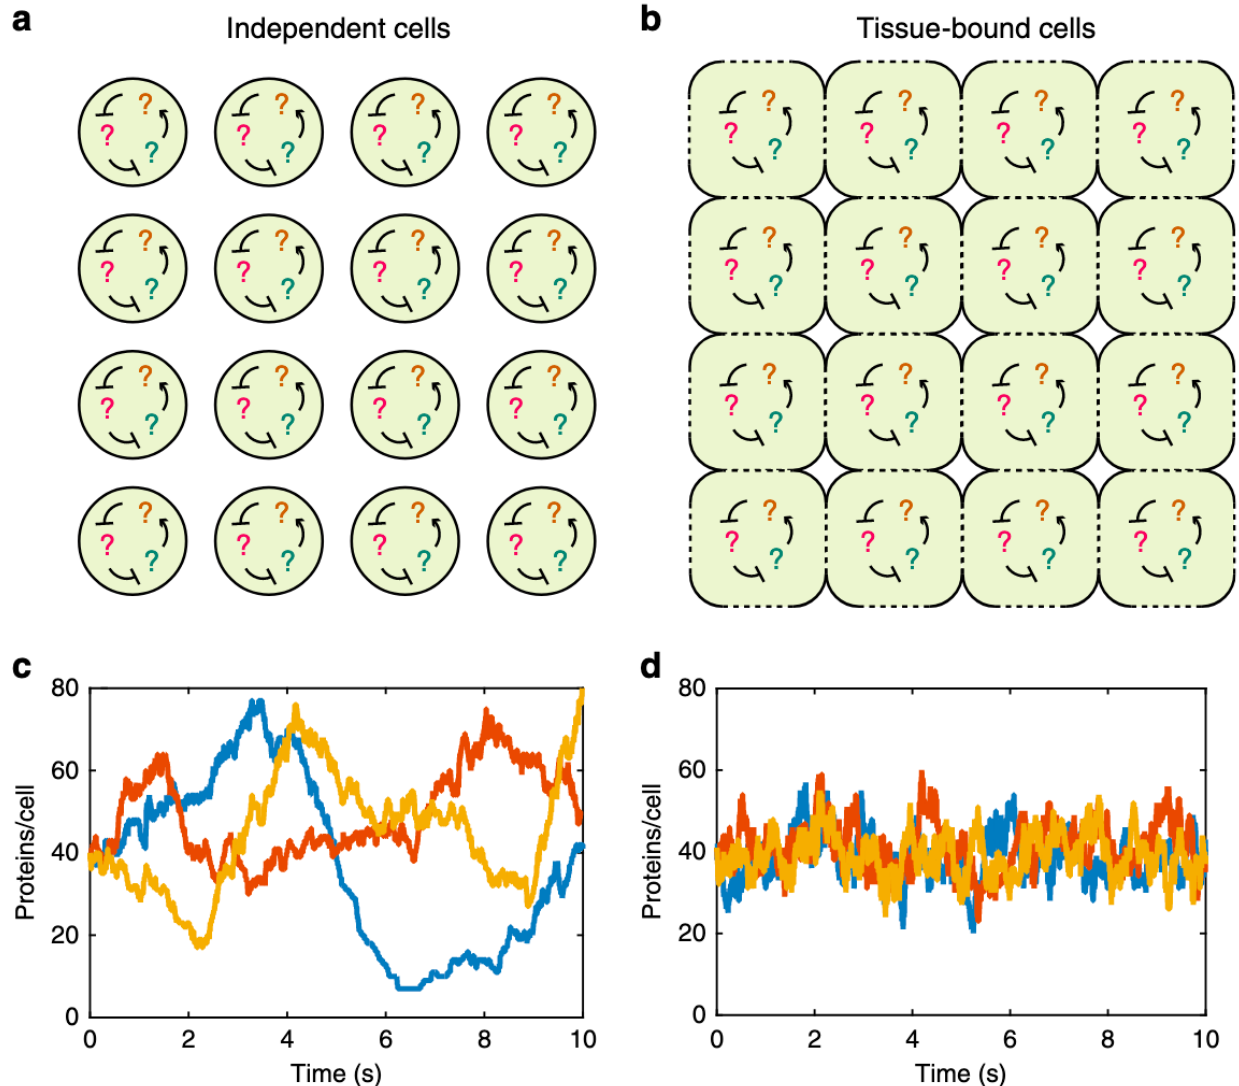 a Independent cells
b Tissue-bound cells
? ? ? ? ? ? ? ?
? ? ? ? ? ? ? ?
? ? ? ? ? ? ? ?
? ? ? ? ? ? ? ?
? ? ? ? ? ? ? ?
? ? ? ? ? ? ? ?
? ? ? ? ? ? ? ?
? ? ? ? ? ? ? ?
? ? ? ? ? ? ? ?
? ? ? ? ? ? ? ?
? ? ? ? ? ? ? ?
? ? ? ? ? ? ? ?
c
80
60
40
20
0
Proteins/cell
0 2 4 6 8 10
Time (s)
d
80
60
40
20
0
Proteins/cell
0 2 4 6 8 10
Time (s)